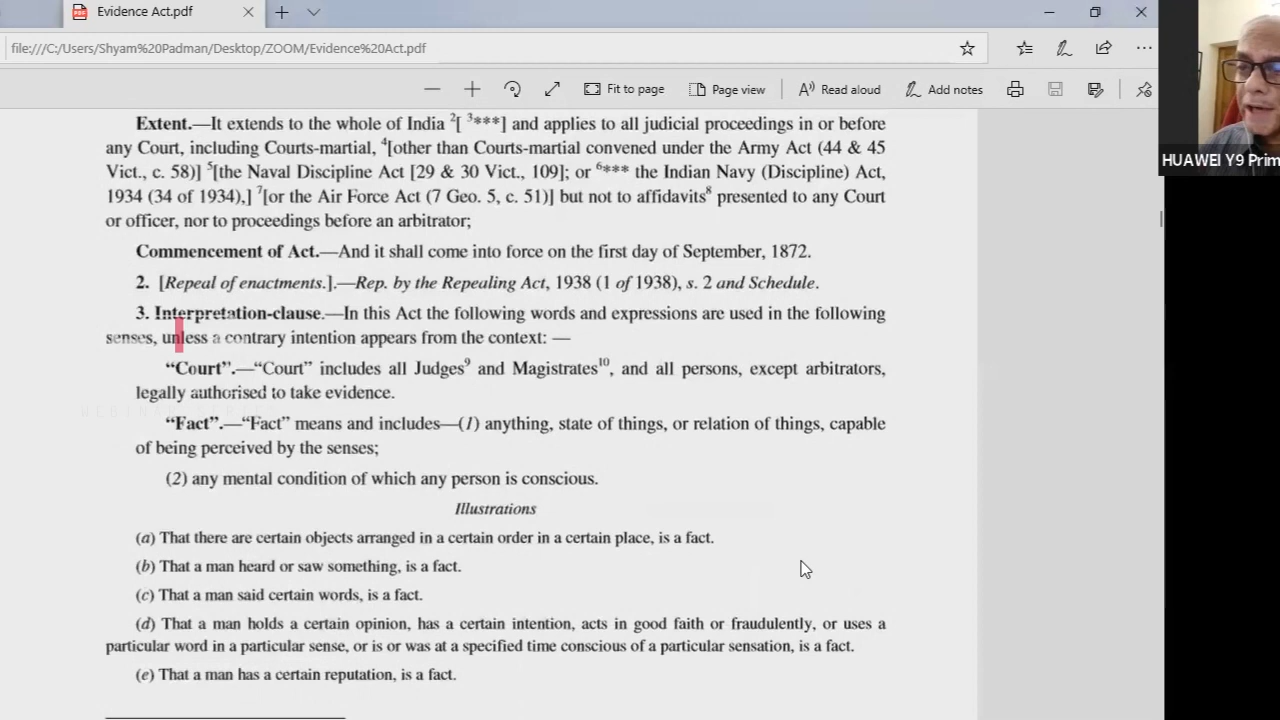 Evidence Act.pdf
file:///C:/Users/Shyam%20Padman/Desktop/ZOOM/Evidence%20Act.pdf
Fit to page Page view Read aloud Add notes
HUAWEI Y9 Prim
Extent.—It extends to the whole of India 2[ 3***] and applies to all judicial proceedings in or before
any Court, including Courts-martial, 4[other than Courts-martial convened under the Army Act (44 & 45
Vict., c. 58)] 5[the Naval Discipline Act [29 & 30 Vict., 109]; or 6*** the Indian Navy (Discipline) Act,
1934 (34 of 1934),] 7[or the Air Force Act (7 Geo. 5, c. 51)] but not to affidavits8 presented to any Court
or officer, nor to proceedings before an arbitrator;
Commencement of Act.—And it shall come into force on the first day of September, 1872.
2. [Repeal of enactments.].—Rep. by the Repealing Act, 1938 (1 of 1938), s. 2 and Schedule.
3. Interpretation-clause.—In this Act the following words and expressions are used in the following
senses, unless a contrary intention appears from the context: —
“Court”.—“Court” includes all Judges9 and Magistrates10, and all persons, except arbitrators,
legally authorised to take evidence.
“Fact”.—“Fact” means and includes—(1) anything, state of things, or relation of things, capable
of being perceived by the senses;
(2) any mental condition of which any person is conscious.
Illustrations
(a) That there are certain objects arranged in a certain order in a certain place, is a fact.
(b) That a man heard or saw something, is a fact.
(c) That a man said certain words, is a fact.
(d) That a man holds a certain opinion, has a certain intention, acts in good faith or fraudulently, or uses a
particular word in a particular sense, or is or was at a specified time conscious of a particular sensation, is a fact.
(e) That a man has a certain reputation, is a fact.